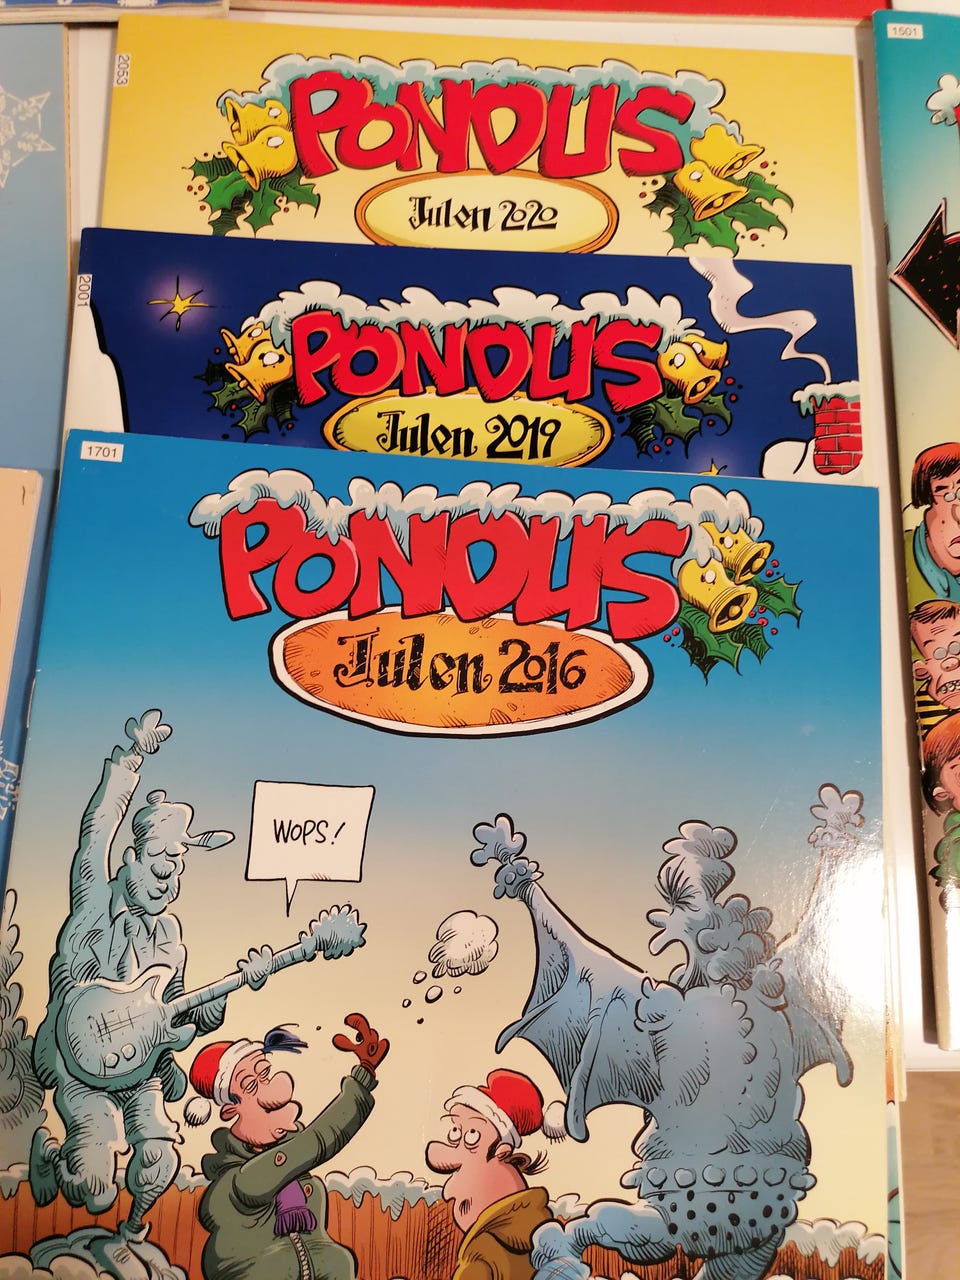 1501
2053
PONDUS
Julen 2020
2001
PONDUS
Julen 2019
1701
PONDUS
Julen 2016
WOPS!